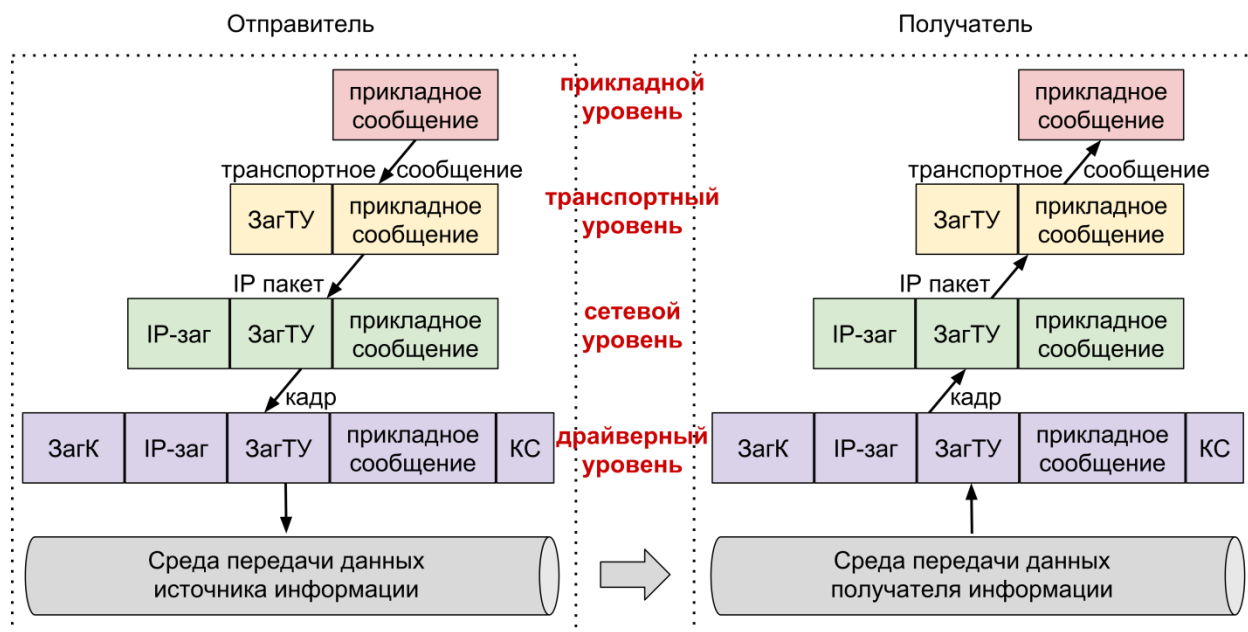 Отправитель
Получатель
прикладное
сообщение
прикладной
уровень
прикладное
сообщение
транспортное сообщение
транспортное сообщение
ЗагТУ
прикладное
сообщение
транспортный
уровень
ЗагТУ
прикладное
сообщение
IP пакет
IP пакет
IP-заг
ЗагТУ
прикладное
сообщение
сетевой
уровень
IP-заг
ЗагТУ
прикладное
сообщение
кадр
кадр
ЗагК
IP-заг
ЗагТУ
прикладное
сообщение
КС
драйверный
уровень
ЗагК
IP-заг
ЗагТУ
прикладное
сообщение
КС
Среда передачи данных
источника информации
Среда передачи данных
получателя информации